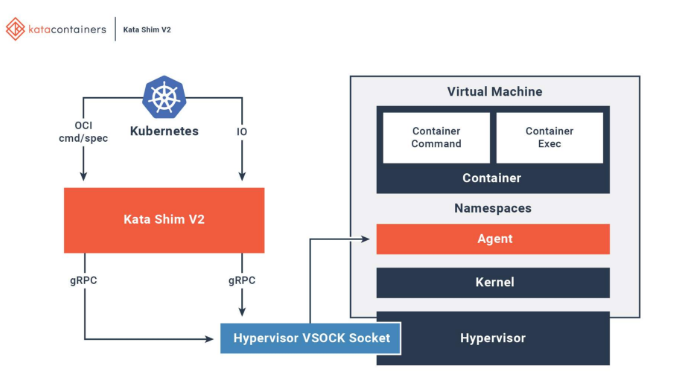 katacontainers
Kata Shim V2
Kubernetes
OCI
cmd/spec
IO
Kata Shim V2
gRPC
gRPC
Hypervisor VSOCK Socket
Virtual Machine
Container
Command
Container
Exec
Container
Namespaces
Agent
Kernel
Hypervisor